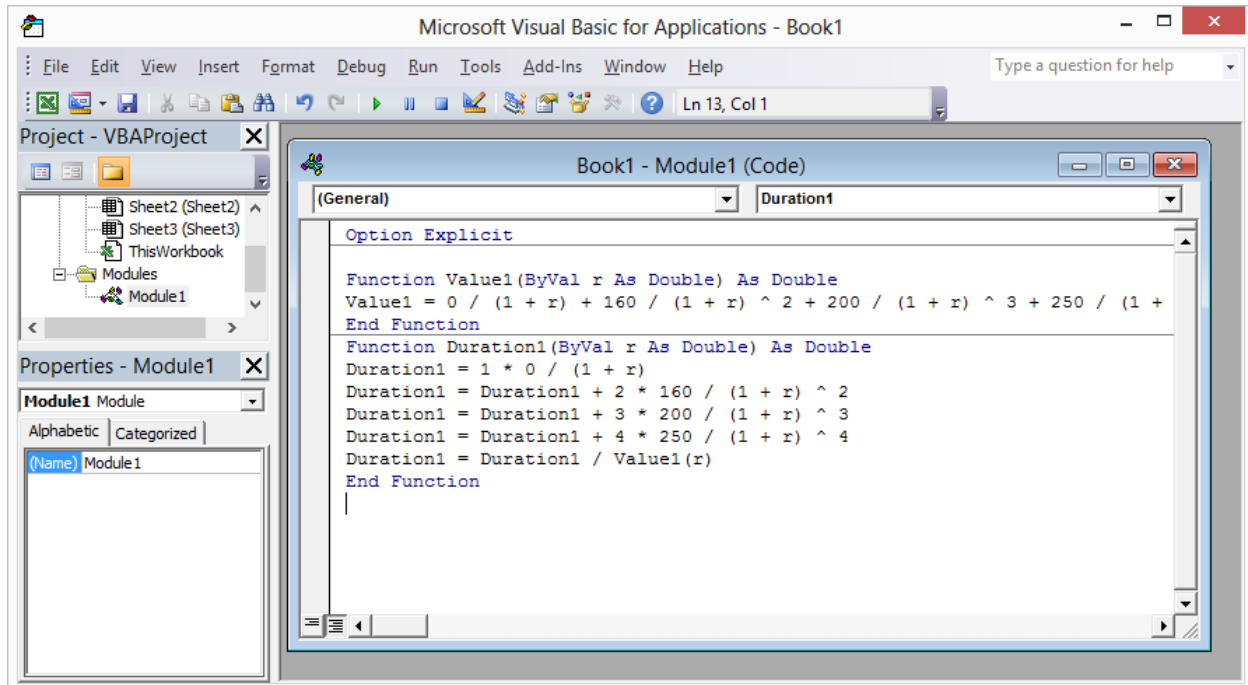 Microsoft Visual Basic for Applications - Book1
File Edit View Insert Format Debug Run Tools Add-Ins Window Help
Type a question for help
Ln 13, Col 1
Project - VBAProject
Sheet2 (Sheet2)
Sheet3 (Sheet3)
ThisWorkbook
Modules
Module1
Properties - Module1
Module1 Module
Alphabetic Categorized
(Name) Module1
Book1 - Module1 (Code)
(General) Duration1
Option Explicit
Function Value1(ByVal r As Double) As Double
Value1 = 0 / (1 + r) + 160 / (1 + r) ^ 2 + 200 / (1 + r) ^ 3 + 250 / (1 +
End Function
Function Duration1(ByVal r As Double) As Double
Duration1 = 1 * 0 / (1 + r)
Duration1 = Duration1 + 2 * 160 / (1 + r) ^ 2
Duration1 = Duration1 + 3 * 200 / (1 + r) ^ 3
Duration1 = Duration1 + 4 * 250 / (1 + r) ^ 4
Duration1 = Duration1 / Value1(r)
End Function